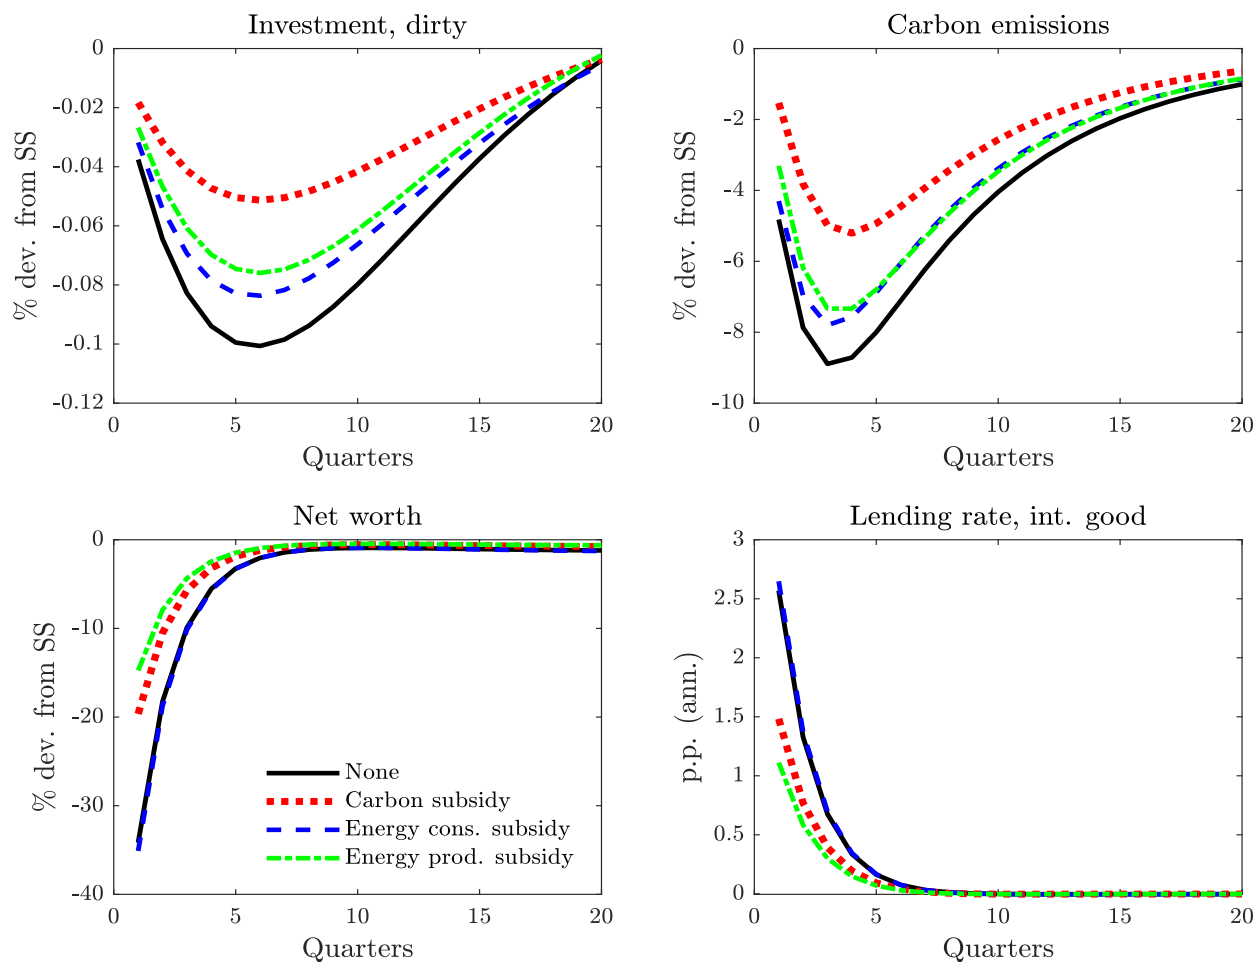 Investment, dirty
0
-0.02
-0.04
-0.06
-0.08
-0.1
-0.12
% dev. from SS
0 5 10 15 20
Quarters
Carbon emissions
0
-2
-4
-6
-8
-10
% dev. from SS
0 5 10 15 20
Quarters
Net worth
0
-10
-20
-30
-40
% dev. from SS
None
Carbon subsidy
Energy cons. subsidy
Energy prod. subsidy
0 5 10 15 20
Quarters
Lending rate, int. good
3
2.5
2
1.5
1
0.5
0
p.p. (ann.)
0 5 10 15 20
Quarters